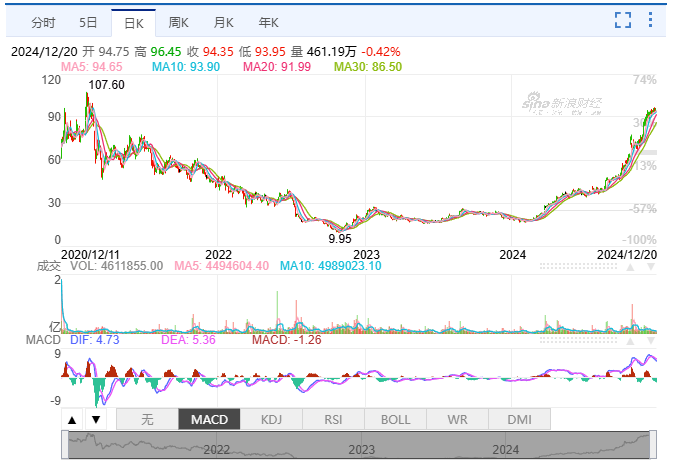 分时 5日 日K 周K 月K 年K
2024/12/20 开 94.75 高 96.45 收 94.35 低 93.95 量 461.19万 -0.42%
MA5: 94.65 MA10: 93.90 MA20: 91.99 MA30: 86.50
120 74%
107.60
sina 新浪财经
90
60 13%
30 -57%
9.95
0 -100%
2020/12/11 2022 2023 2024 2024/12/20
成交 VOL: 4611855.00 MA5: 4494604.40 MA10: 4989023.10
2
亿
MACD DIF: 4.73 DEA: 5.36 MACD: -1.26
9
-9
▲ ▼ 无 MACD KDJ RSI BOLL WR DMI
2022 2023 2024